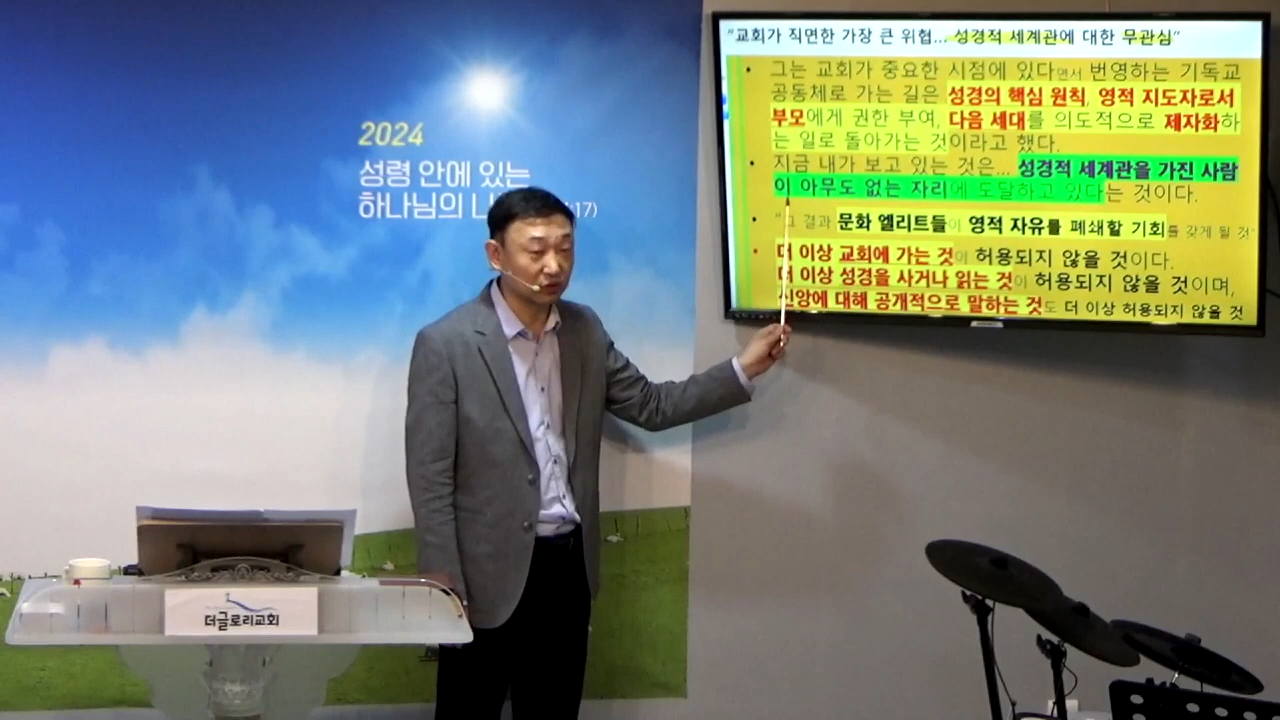 "교회가 직면한 가장 큰 위협... 성경적 세계관에 대한 무관심"
• 그는 교회가 중요한 시점에 있다면서 번영하는 기독교
공동체로 가는 길은 성경의 핵심 원칙, 영적 지도자로서
부모에게 권한 부여, 다음 세대를 의도적으로 제자화하
는 일로 돌아가는 것이라고 했다.
• 지금 내가 보고 있는 것은... 성경적 세계관을 가진 사람
이 아무도 없는 자리에 도달하고 있다는 것이다.
• "그 결과 문화 엘리트들이 영적 자유를 폐쇄할 기회를 갖게 될 것"
• 더 이상 교회에 가는 것이 허용되지 않을 것이다.
더 이상 성경을 사거나 읽는 것이 허용되지 않을 것이며,
신앙에 대해 공개적으로 말하는 것도 더 이상 허용되지 않을 것
2024
성령 안에 있는
하나님의 :17)
더글로리교회